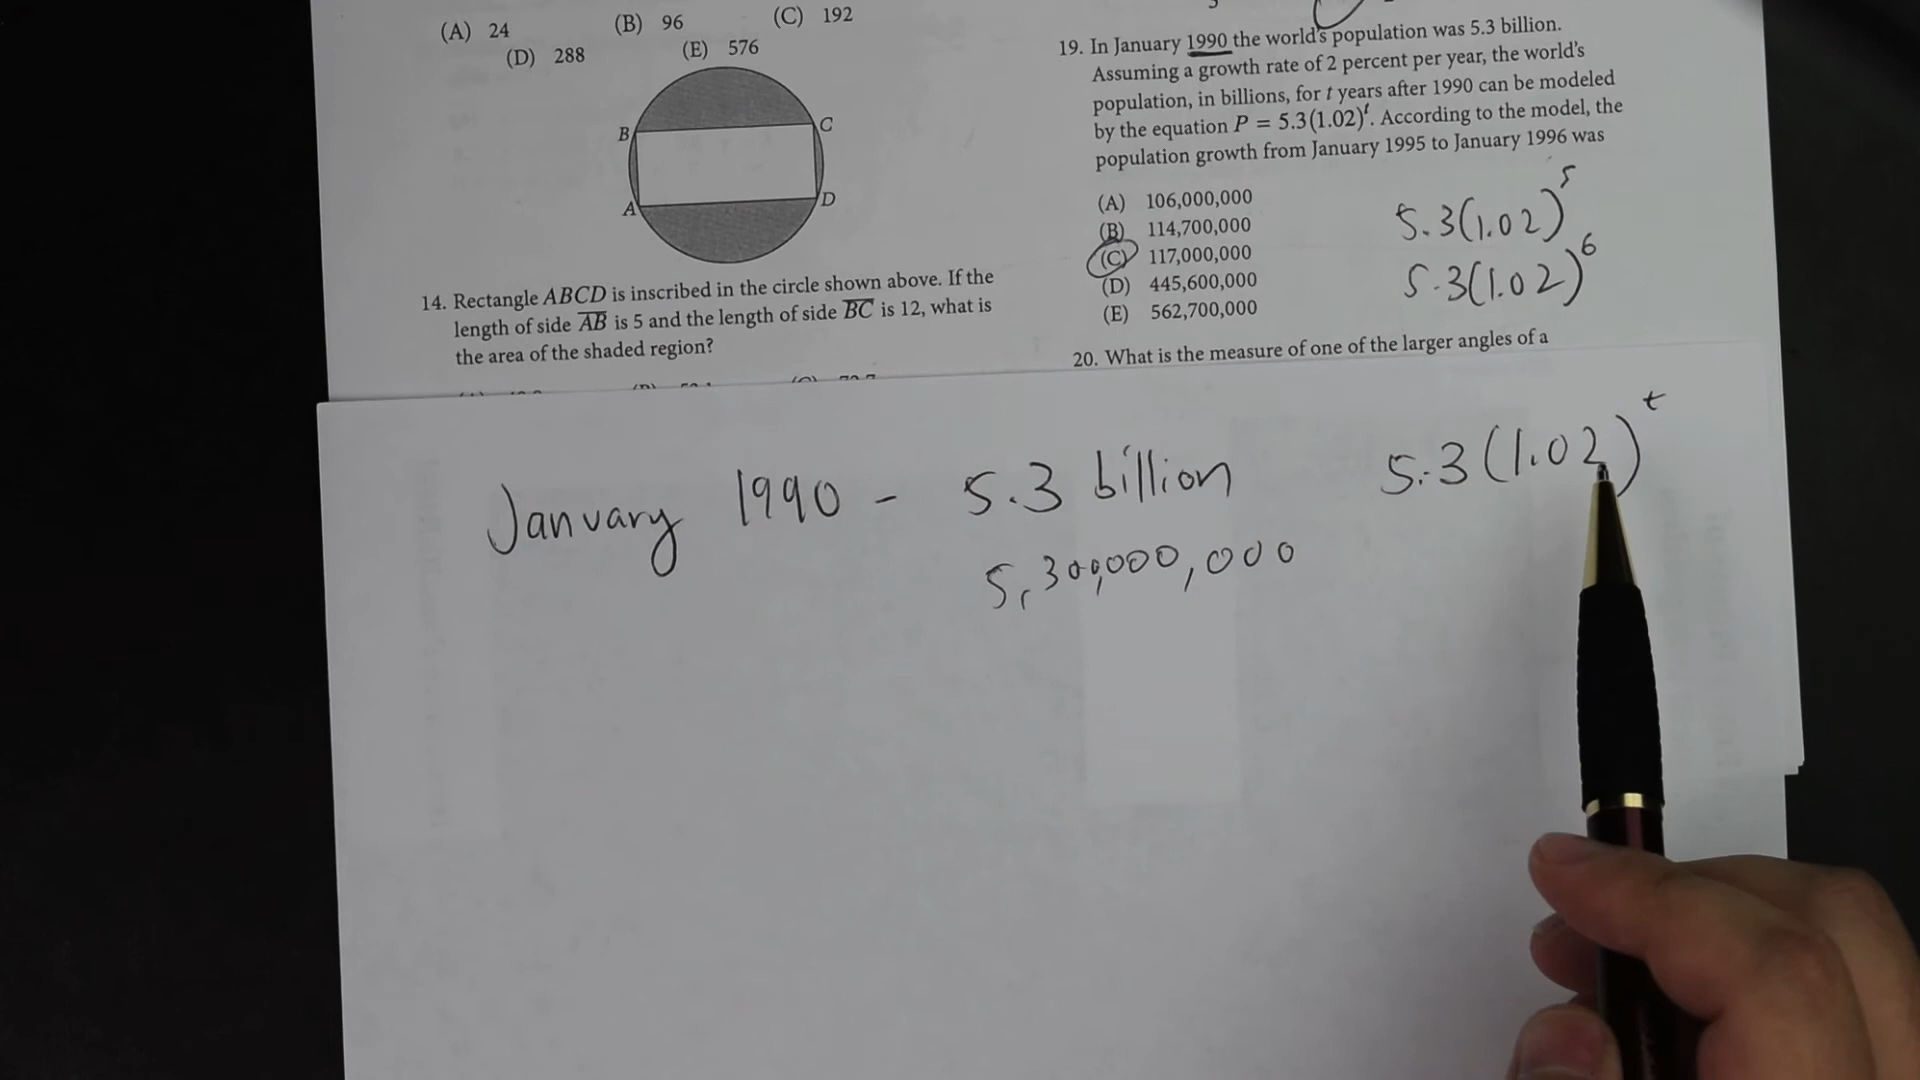 (A) 24 (B) 96 (C) 192
(D) 288 (E) 576
B C
A D
14. Rectangle ABCD is inscribed in the circle shown above. If the
length of side AB is 5 and the length of side BC is 12, what is
the area of the shaded region?
19. In January 1990 the world's population was 5.3 billion.
Assuming a growth rate of 2 percent per year, the world's
population, in billions, for t years after 1990 can be modeled
by the equation P = 5.3(1.02)^t. According to the model, the
population growth from January 1995 to January 1996 was
(A) 106,000,000
(B) 114,700,000
(C) 117,000,000
(D) 445,600,000
(E) 562,700,000
5.3(1.02)^5
5.3(1.02)^6
20. What is the measure of one of the larger angles of a
January 1990 - 5.3 billion
5,300,000,000
5.3(1.02)^t